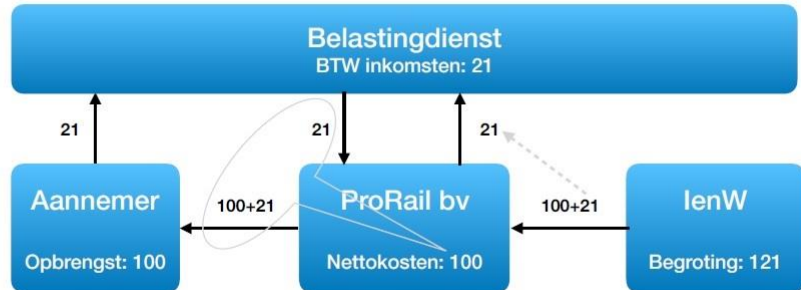 Belastingdienst
BTW inkomsten: 21
21
21
21
Aannemer
100+21
ProRail bv
100+21
IenW
Opbrengst: 100
Nettokosten: 100
Begroting: 121